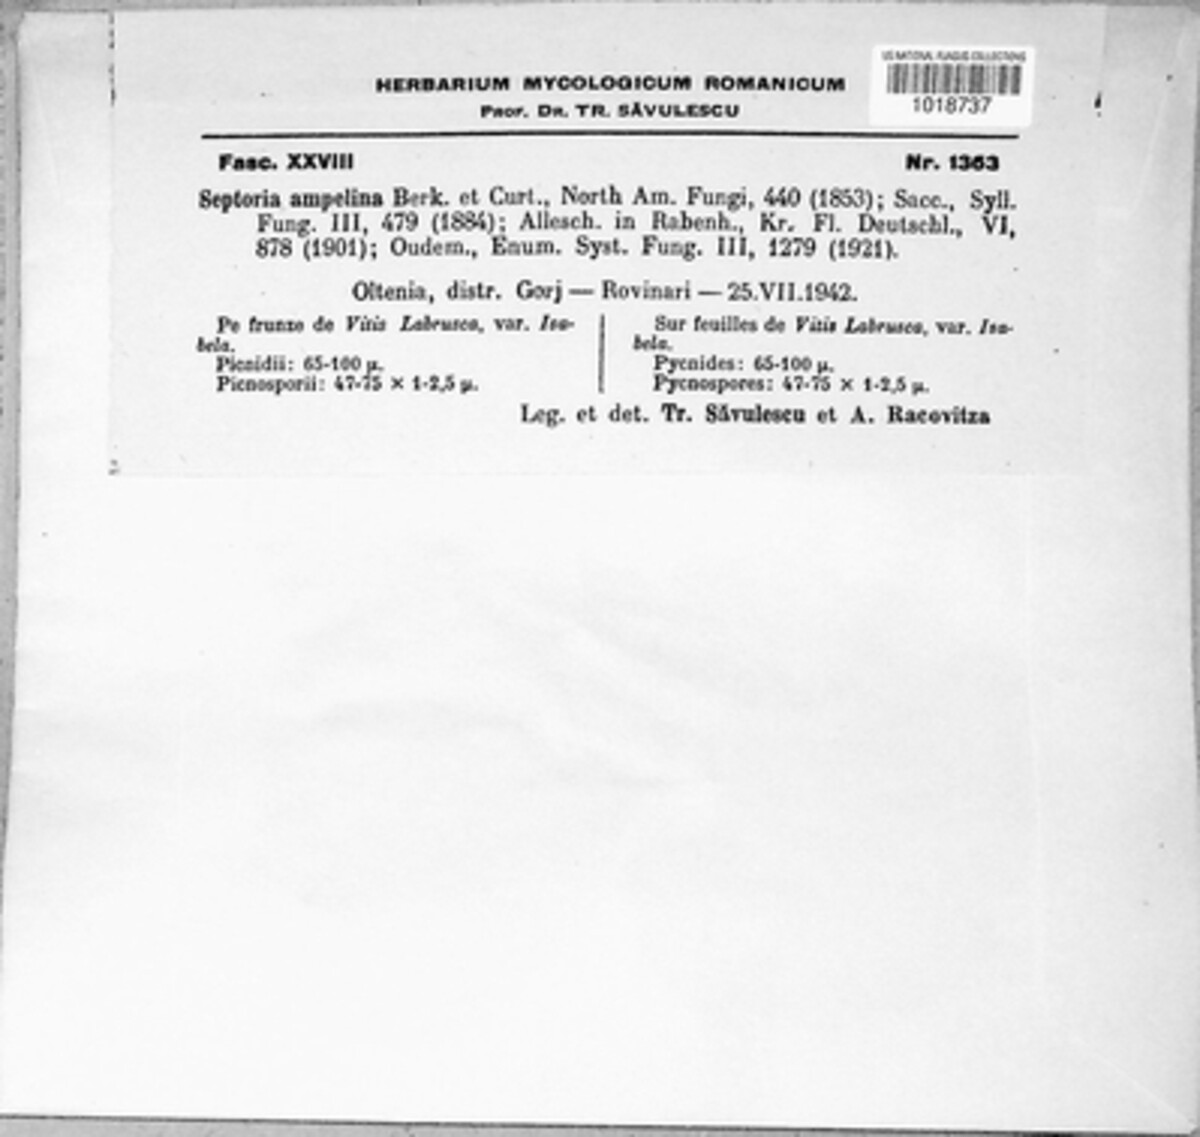 US NATIONAL FUNGUS COLLECTIONS
1018737
HERBARIUM MYCOLOGICUM ROMANICUM
Prof. Dr. TR. SĂVULESCU
Fasc. XXVIII Nr. 1363
Septoria ampelina Berk. et Curt., North Am. Fungi, 440 (1853); Sacc., Syll.
Fung. III, 479 (1884); Allesch. in Rabenh., Kr. Fl. Deutschl., VI,
878 (1901); Oudem., Enum. Syst. Fung. III, 1279 (1921).
Oltenia, distr. Gorj — Rovinari — 25.VII.1942.
Pe frunze de Vitis Labrusca, var. Isa-
bela.
Picnidii: 65-100 µ.
Picnosporii: 47-75 × 1-2,5 µ.
Sur feuilles de Vitis Labrusca, var. Isa-
bela.
Pycnides: 65-100 µ.
Pycnospores: 47-75 × 1-2,5 µ.
Leg. et det. Tr. Săvulescu et A. Racovitza